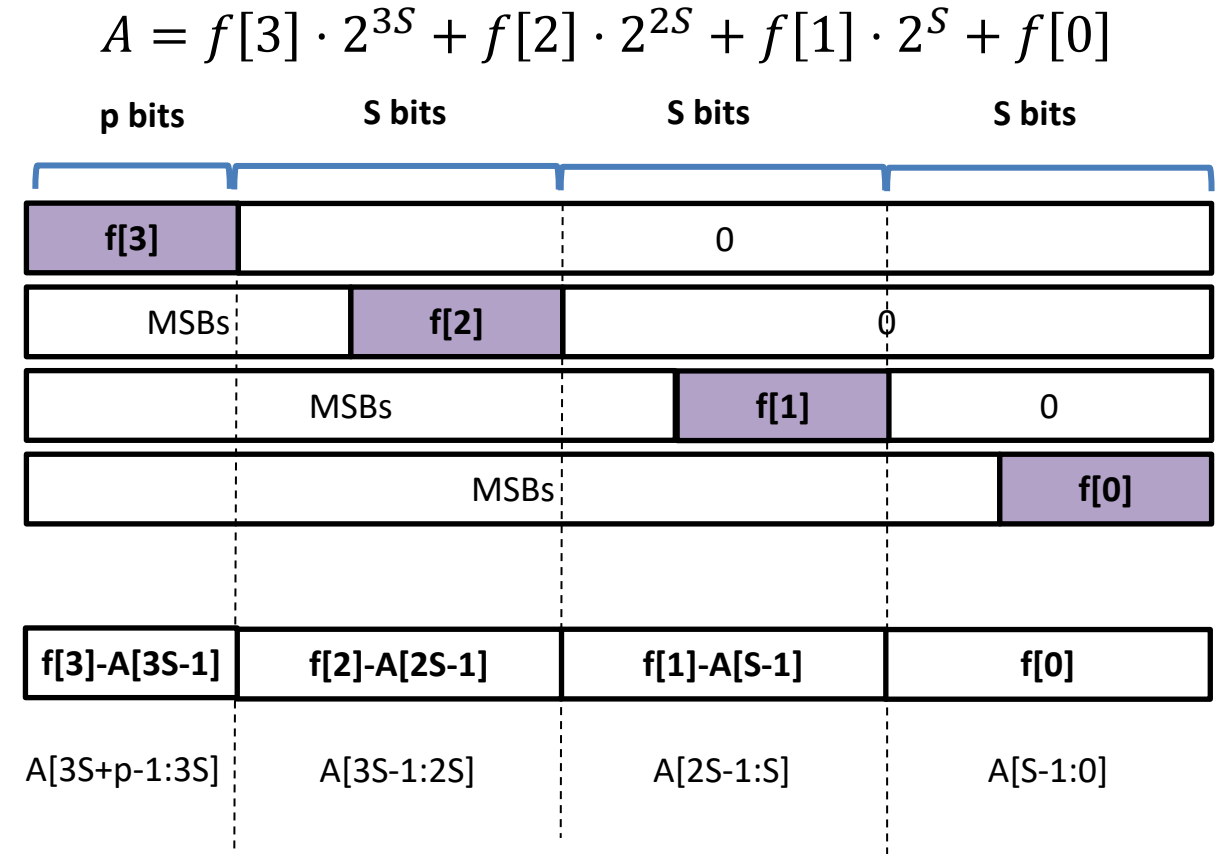 A = f[3] · 2^{3S} + f[2] · 2^{2S} + f[1] · 2^S + f[0]
p bits S bits S bits S bits
f[3] 0
MSBs f[2] 0
MSBs f[1] 0
MSBs f[0]
f[3]-A[3S-1] f[2]-A[2S-1] f[1]-A[S-1] f[0]
A[3S+p-1:3S] A[3S-1:2S] A[2S-1:S] A[S-1:0]